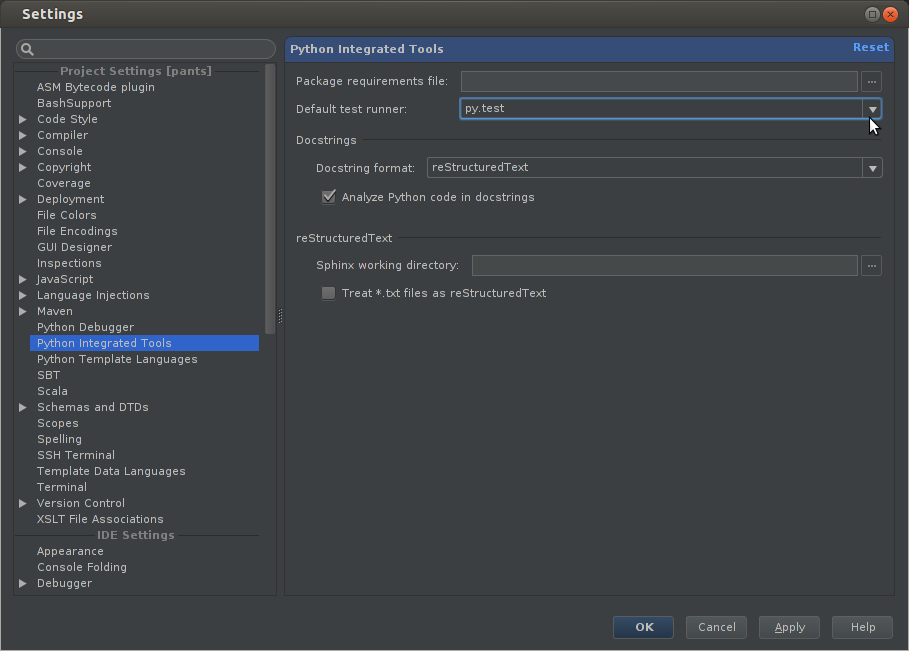 Settings
Project Settings [pants]
ASM Bytecode plugin
BashSupport
Code Style
Compiler
Console
Copyright
Coverage
Deployment
File Colors
File Encodings
GUI Designer
Inspections
JavaScript
Language Injections
Maven
Python Debugger
Python Integrated Tools
Python Template Languages
SBT
Scala
Schemas and DTDs
Scopes
Spelling
SSH Terminal
Template Data Languages
Terminal
Version Control
XSLT File Associations
IDE Settings
Appearance
Console Folding
Debugger
Python Integrated Tools Reset
Package requirements file: ...
Default test runner: py.test
Docstrings
Docstring format: reStructuredText
Analyze Python code in docstrings
reStructuredText
Sphinx working directory: ...
Treat *.txt files as reStructuredText
OK Cancel Apply Help